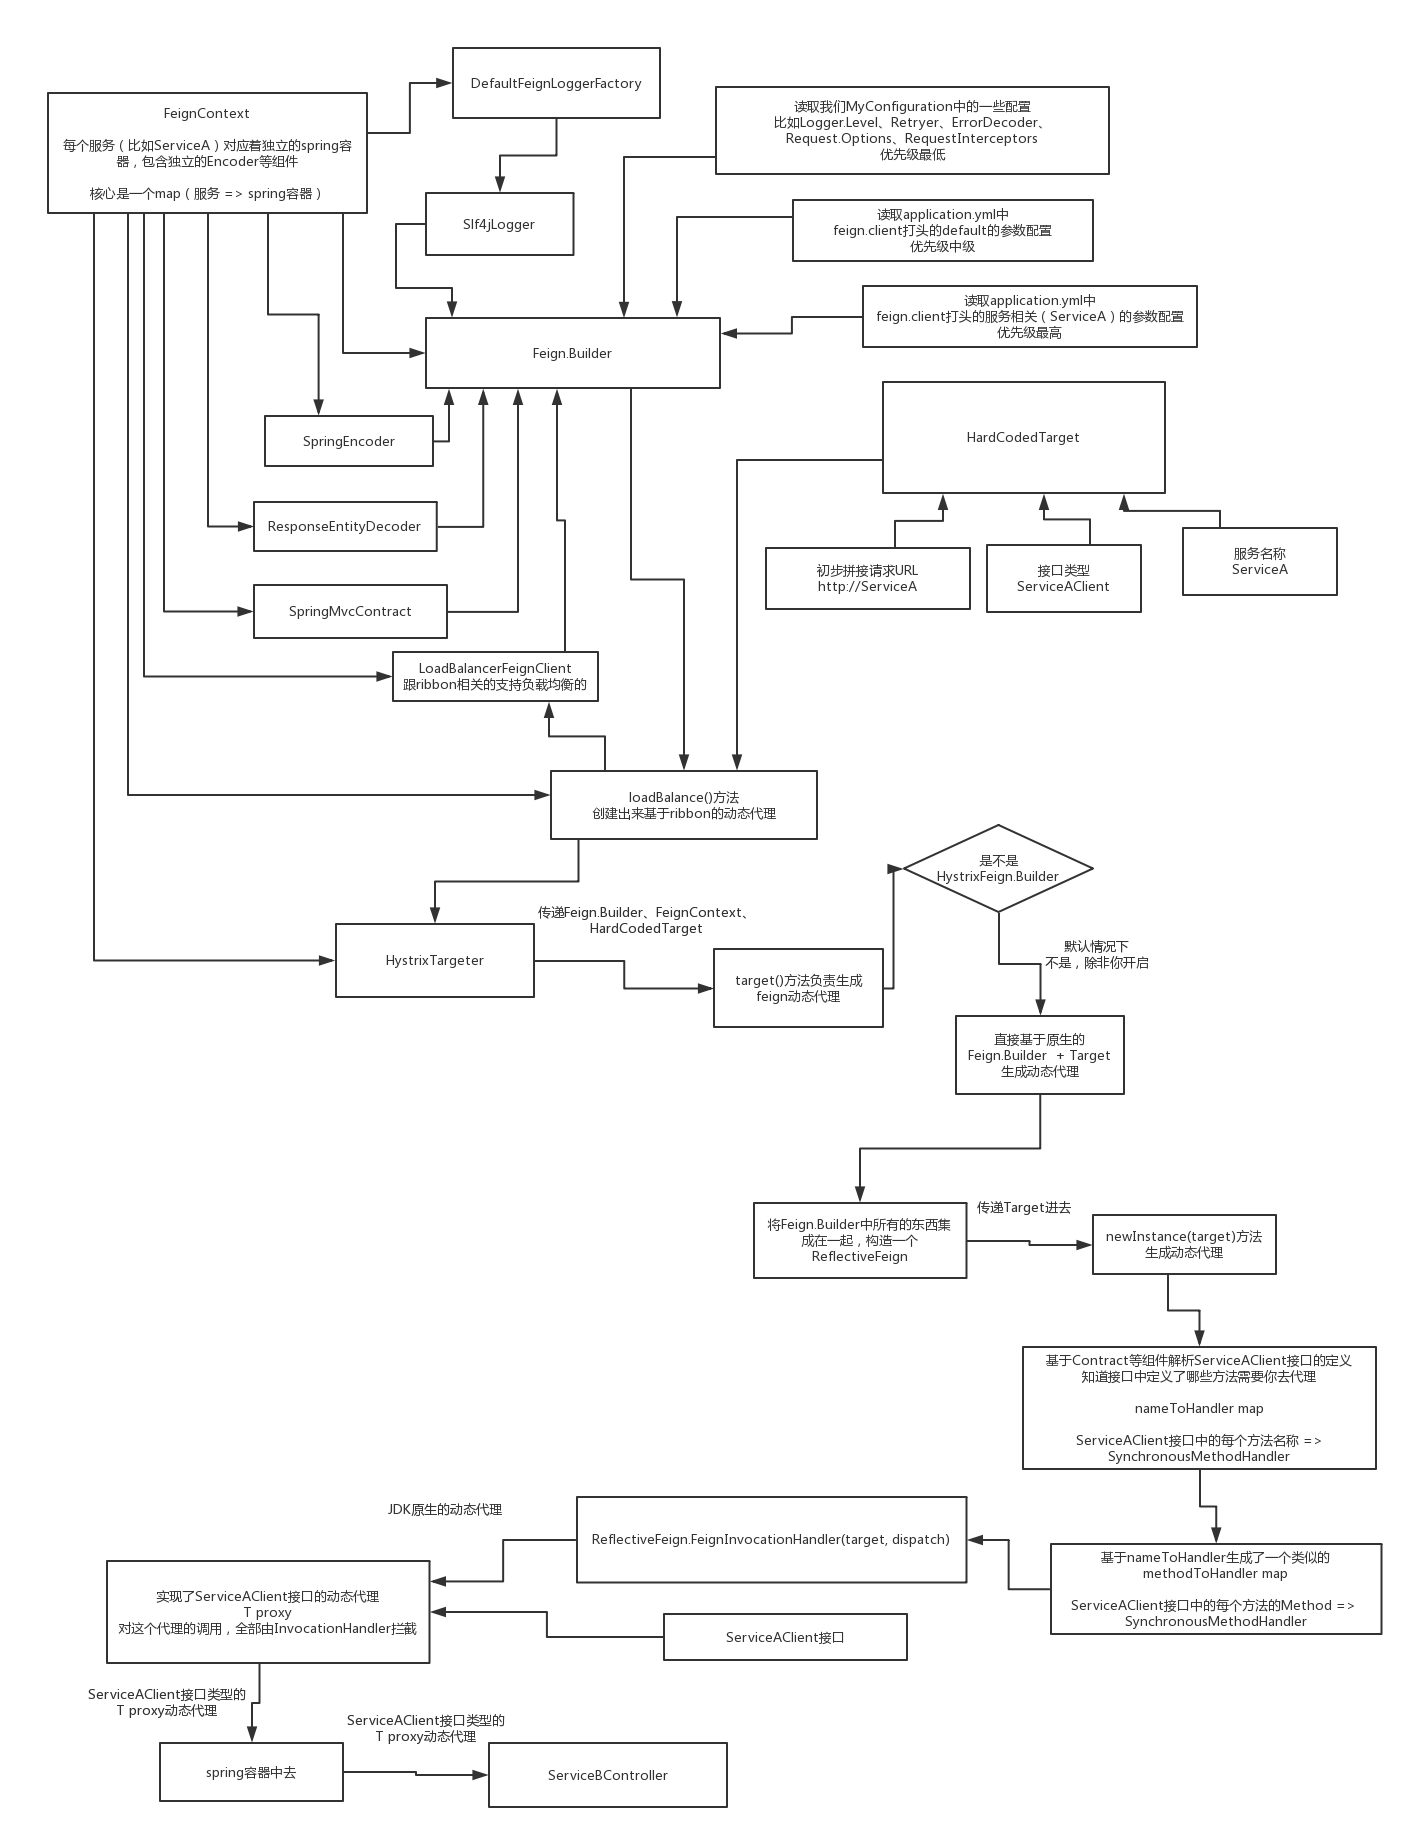 DefaultFeignLoggerFactory
FeignContext
每个服务（比如ServiceA）对应着独立的spring容
器，包含独立的Encoder等组件
核心是一个map（服务 => spring容器）
读取我们MyConfiguration中的一些配置
比如Logger.Level、Retryer、ErrorDecoder、
Request.Options、RequestInterceptors
优先级最低
Slf4jLogger
读取application.yml中
feign.client打头的default的参数配置
优先级中级
读取application.yml中
feign.client打头的服务相关（ServiceA）的参数配置
优先级最高
Feign.Builder
SpringEncoder
HardCodedTarget
ResponseEntityDecoder
初步拼接请求URL
http://ServiceA
接口类型
ServiceAClient
服务名称
ServiceA
SpringMvcContract
LoadBalancerFeignClient
跟ribbon相关的支持负载均衡的
loadBalance()方法
创建出来基于ribbon的动态代理
是不是
HystrixFeign.Builder
传递Feign.Builder、FeignContext、
HardCodedTarget
HystrixTargeter
target()方法负责生成
feign动态代理
默认情况下
不是，除非你开启
直接基于原生的
Feign.Builder + Target
生成动态代理
将Feign.Builder中所有的东西集
成在一起，构造一个
ReflectiveFeign
传递Target进去
newInstance(target)方法
生成动态代理
基于Contract等组件解析ServiceAClient接口的定义
知道接口中定义了哪些方法需要你去代理
nameToHandler map
ServiceAClient接口中的每个方法名称 =>
SynchronousMethodHandler
JDK原生的动态代理
ReflectiveFeign.FeignInvocationHandler(target, dispatch)
基于nameToHandler生成了一个类似的
methodToHandler map
ServiceAClient接口中的每个方法的Method =>
SynchronousMethodHandler
实现了ServiceAClient接口的动态代理
T proxy
对这个代理的调用，全部由InvocationHandler拦截
ServiceAClient接口
ServiceAClient接口类型的
T proxy动态代理
ServiceAClient接口类型的
T proxy动态代理
spring容器中去
ServiceBController